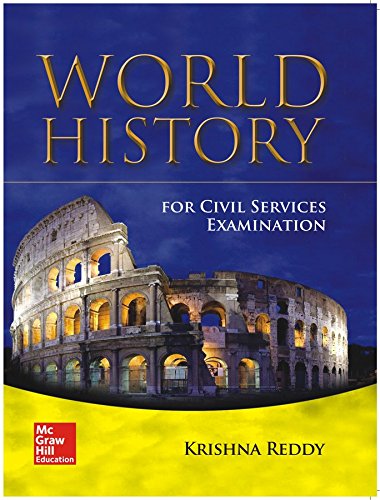 WORLD
HISTORY
FOR CIVIL SERVICES
EXAMINATION
Mc
Graw
Hill
Education
KRISHNA REDDY